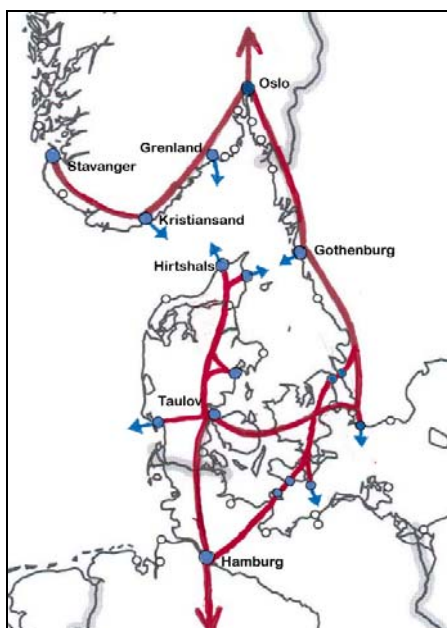 Oslo
Grenland
Stavanger
Kristiansand
Gothenburg
Hirtshals
Taulov
Hamburg